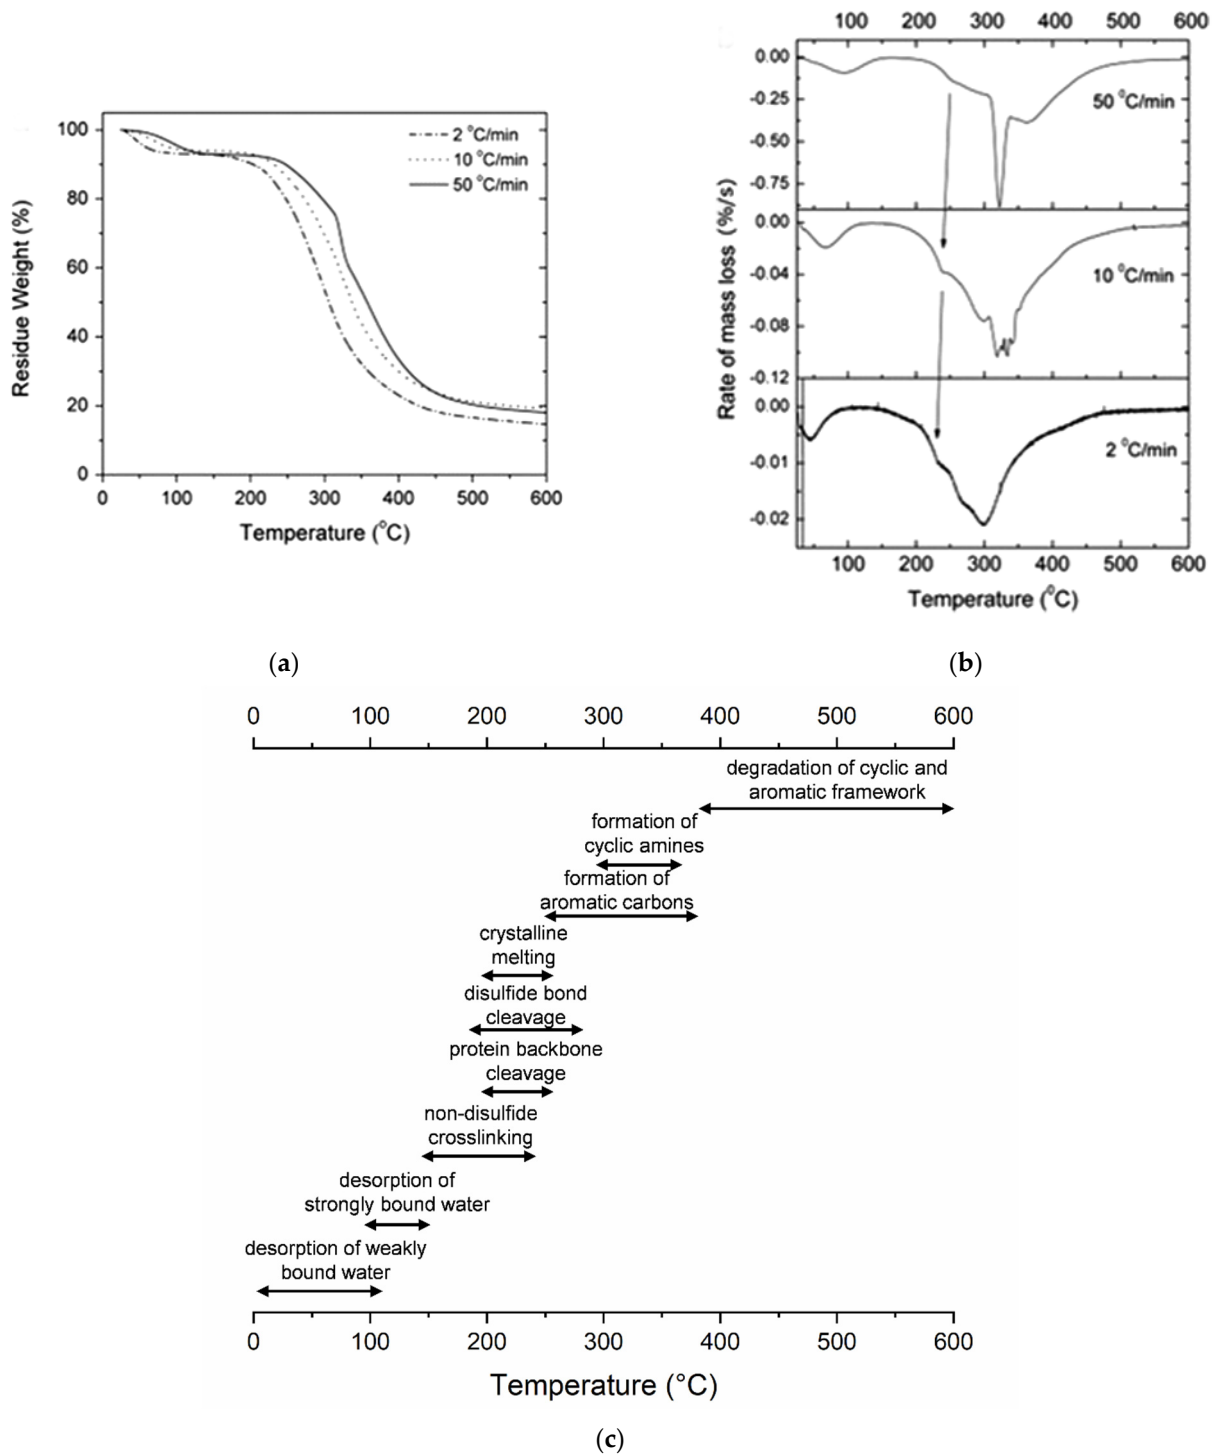 100
80
60
40
20
0
Residue Weight (%)
2 °C/min
10 °C/min
50 °C/min
0 100 200 300 400 500 600
Temperature (°C)
(a)
100 200 300 400 500 600
0.00
-0.25
-0.50
-0.75
50 °C/min
0.00
-0.04
-0.08
-0.12
10 °C/min
0.00
-0.01
-0.02
2 °C/min
Rate of mass loss (%/s)
100 200 300 400 500 600
Temperature (°C)
(b)
0 100 200 300 400 500 600
degradation of cyclic and
aromatic framework
formation of
cyclic amines
formation of
aromatic carbons
crystalline
melting
disulfide bond
cleavage
protein backbone
cleavage
non-disulfide
crosslinking
desorption of
strongly bound water
desorption of weakly
bound water
0 100 200 300 400 500 600
Temperature (°C)
(c)